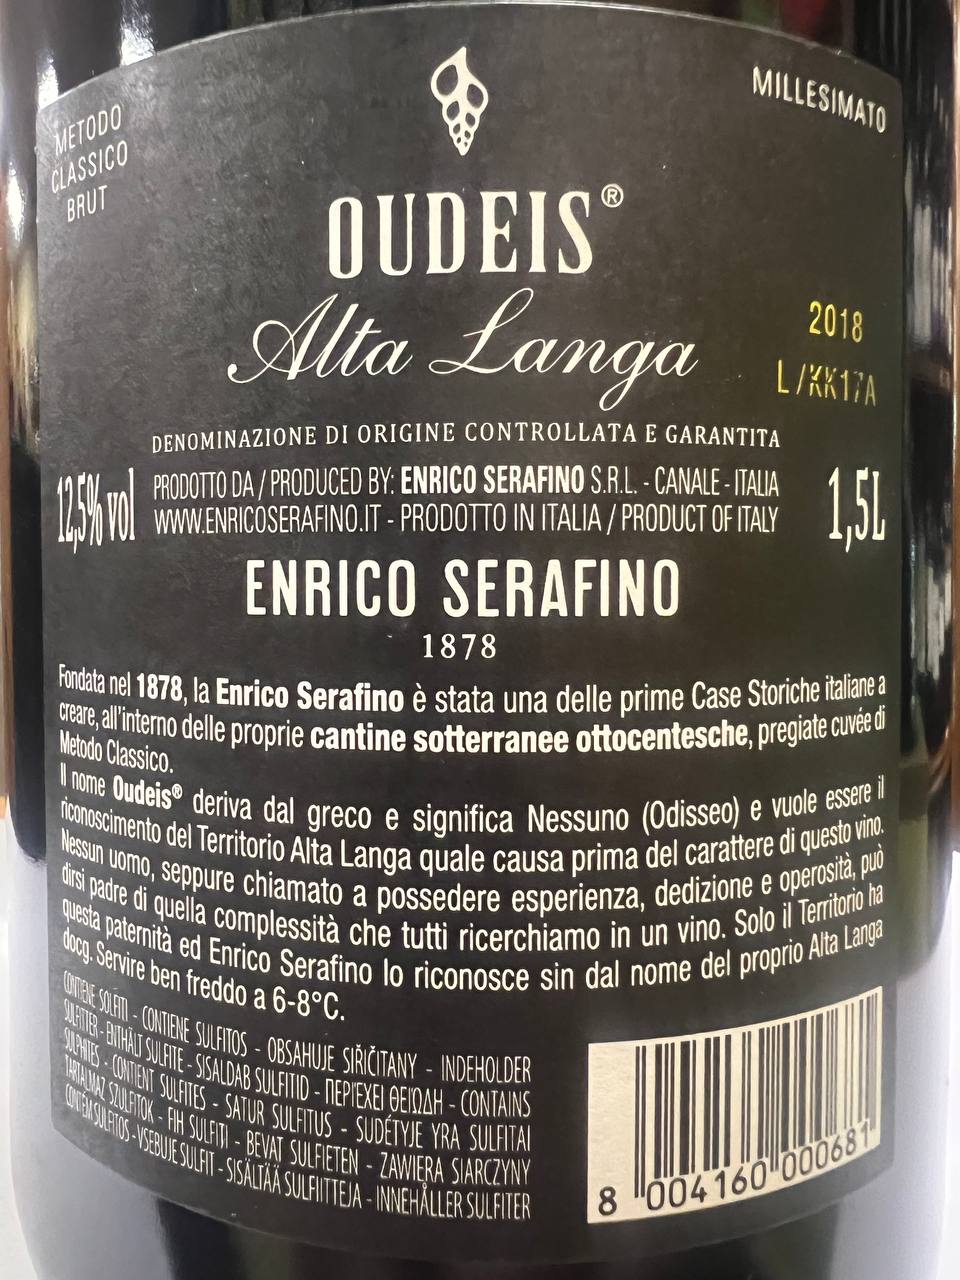 METODO
CLASSICO
BRUT
MILLESIMATO
OUDEIS®
Alta Langa
2018
L/KK17A
DENOMINAZIONE DI ORIGINE CONTROLLATA E GARANTITA
12,5% vol
PRODOTTO DA / PRODUCED BY: ENRICO SERAFINO S.R.L. - CANALE - ITALIA
WWW.ENRICOSERAFINO.IT - PRODOTTO IN ITALIA / PRODUCT OF ITALY
1,5L
ENRICO SERAFINO
1878
Fondata nel 1878, la Enrico Serafino è stata una delle prime Case Storiche italiane a
creare, all'interno delle proprie cantine sotterranee ottocentesche, pregiate cuvée di
Metodo Classico.
Il nome Oudeis® deriva dal greco e significa Nessuno (Odisseo) e vuole essere il
riconoscimento del Territorio Alta Langa quale causa prima del carattere di questo vino.
Nessun uomo, seppure chiamato a possedere esperienza, dedizione e operosità, può
dirsi padre di quella complessità che tutti ricerchiamo in un vino. Solo il Territorio ha
questa paternità ed Enrico Serafino lo riconosce sin dal nome del proprio Alta Langa
docg. Servire ben freddo a 6-8°C.
CONTIENE SOLFITI - CONTIENE SULFITOS - OBSAHUJE SIŘIČITANY - INDEHOLDER
SULFITTER - ENTHÄLT SULFITE - SISALDAB SULFITID - ΠΕΡΙΈΧΕΙ ΘΕΙΏΔΗ - CONTAINS
SULPHITES - CONTIENT SULFITES - SATUR SULFITUS - SUDĖTYJE YRA SULFITAI
TARTALMAZ SZULFITOK - FIH SULFITI - BEVAT SULFIETEN - ZAWIERA SIARCZYNY
CONTÉM SULFITOS - VSEBUJE SULFIT - SISÄLTÄÄ SULFIITTEJA - INNEHÅLLER SULFITER
8 004160 000681